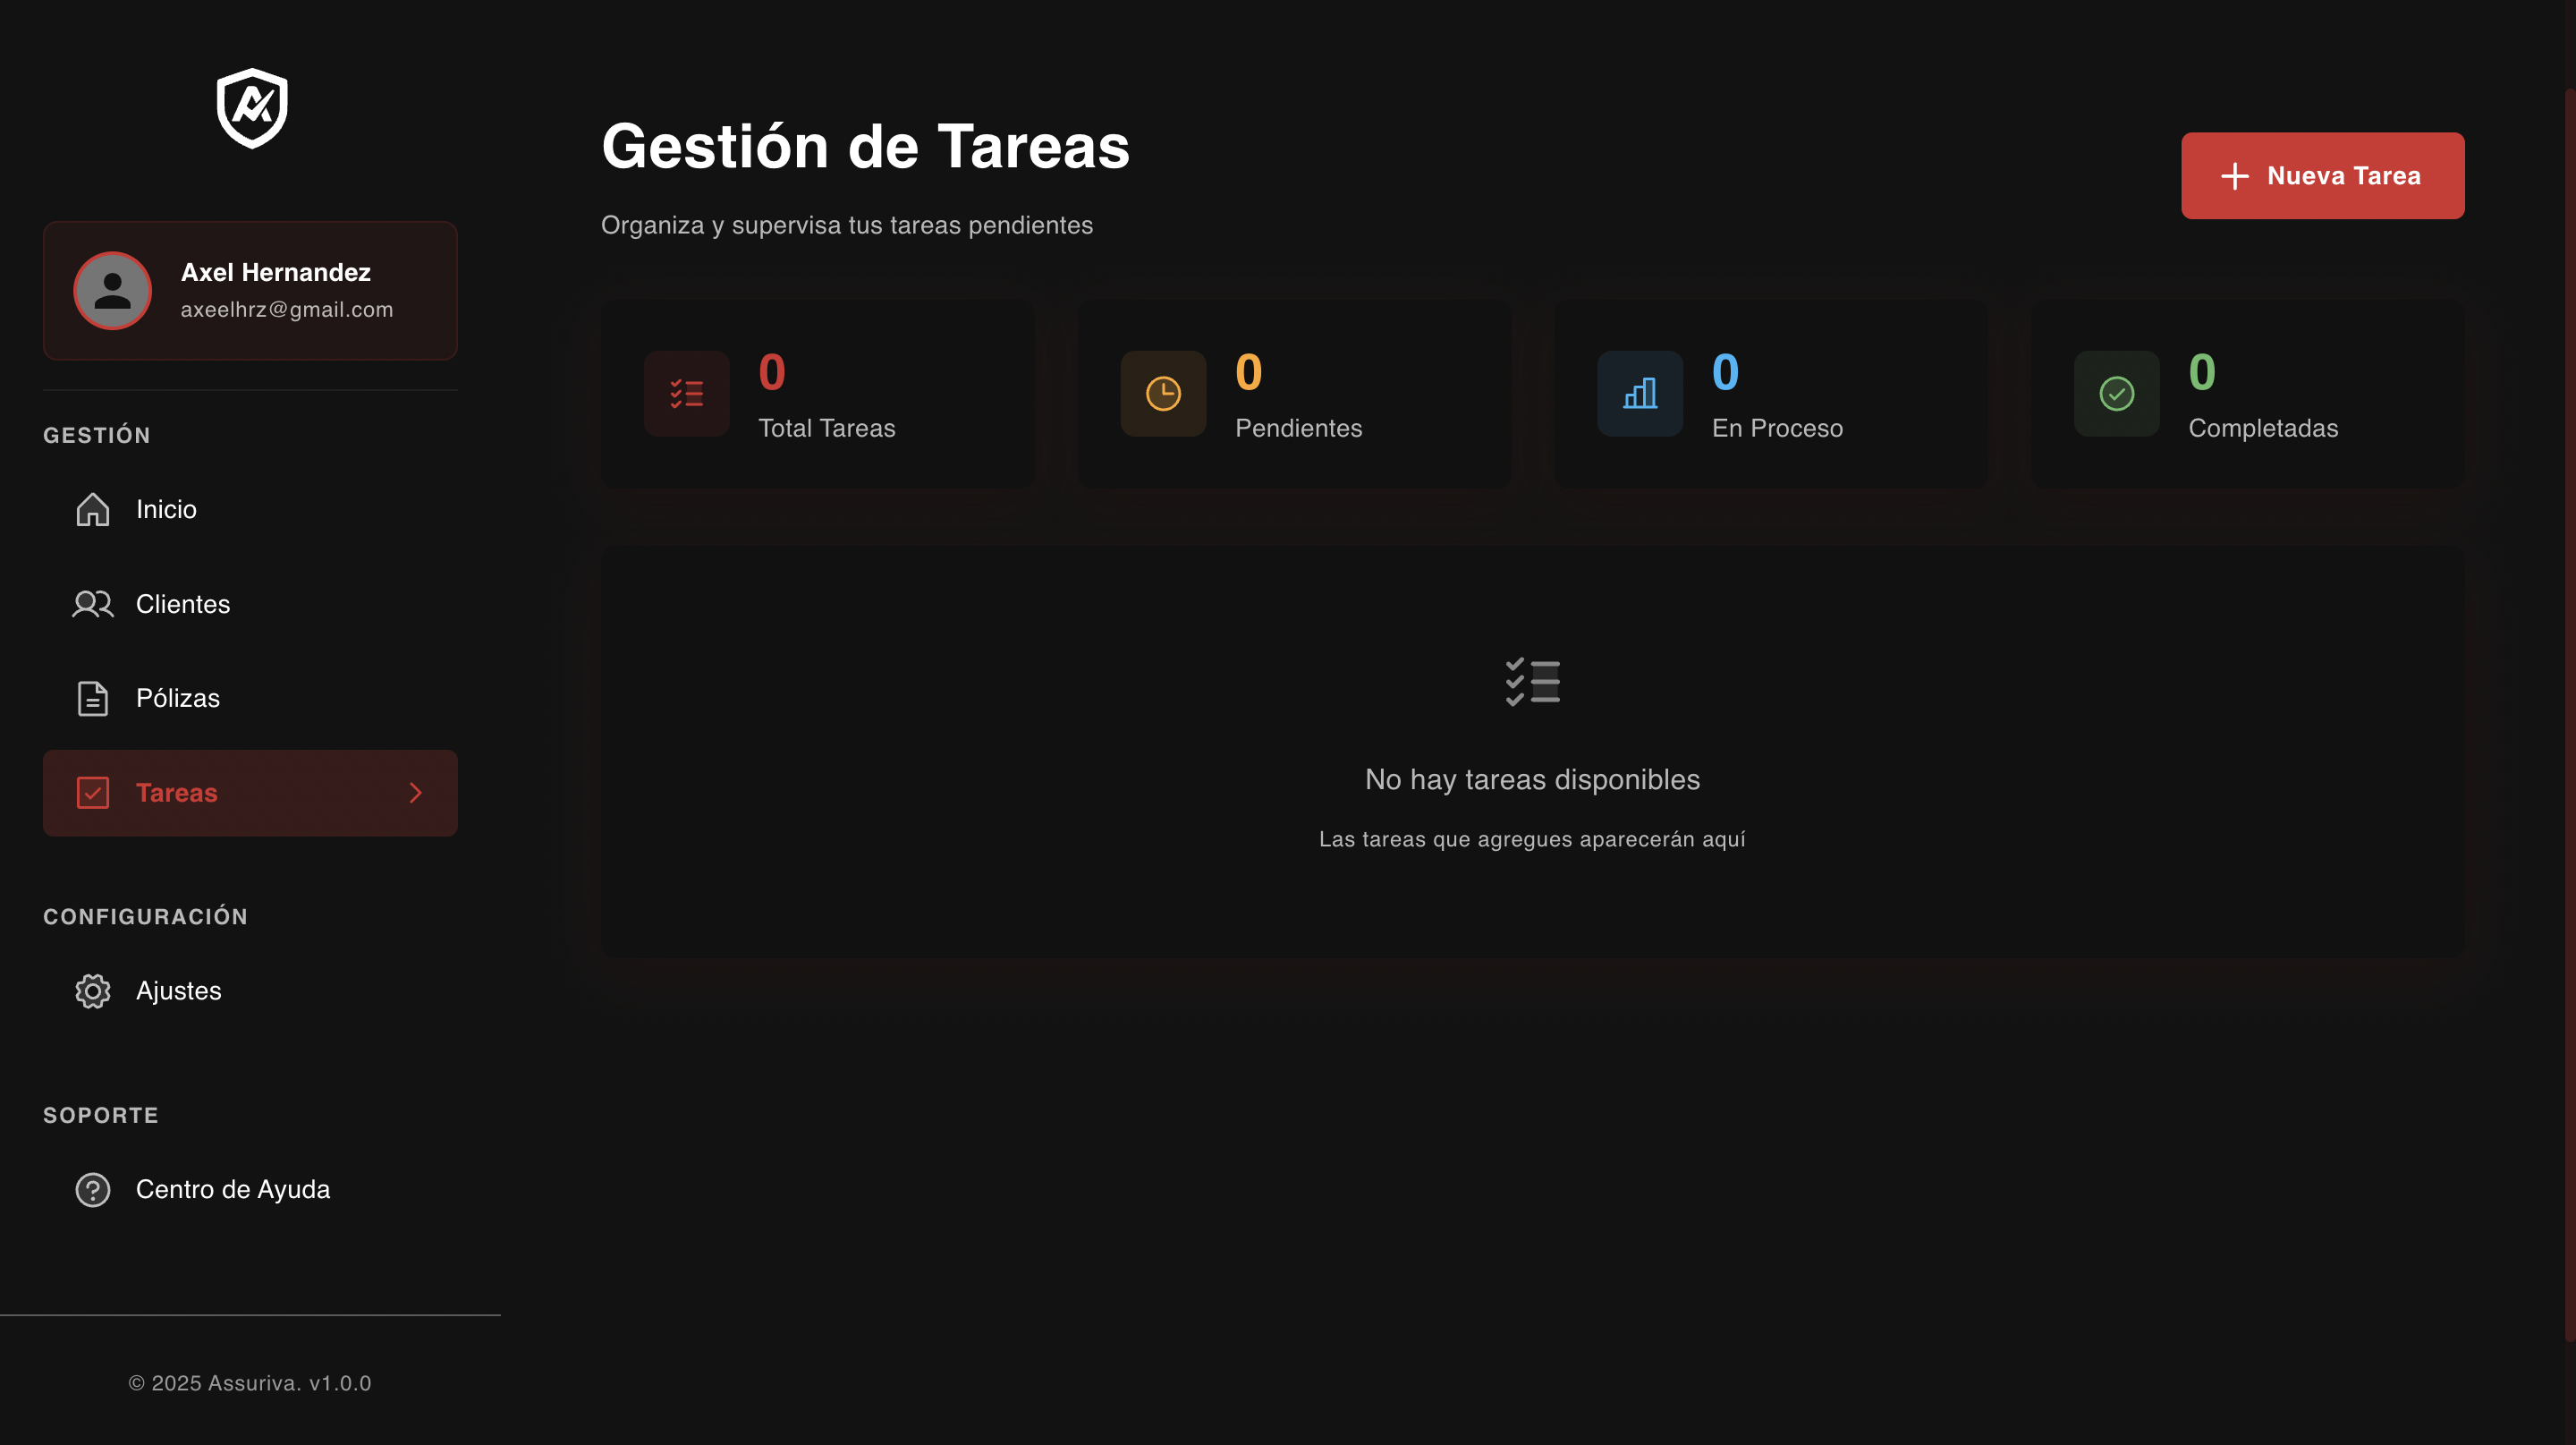 Axel Hernandez
axeelhrz@gmail.com
GESTIÓN
Inicio
Clientes
Pólizas
Tareas
CONFIGURACIÓN
Ajustes
SOPORTE
Centro de Ayuda
© 2025 Assuriva. v1.0.0
Gestión de Tareas
Organiza y supervisa tus tareas pendientes
Nueva Tarea
0
Total Tareas
0
Pendientes
0
En Proceso
0
Completadas
No hay tareas disponibles
Las tareas que agregues aparecerán aquí